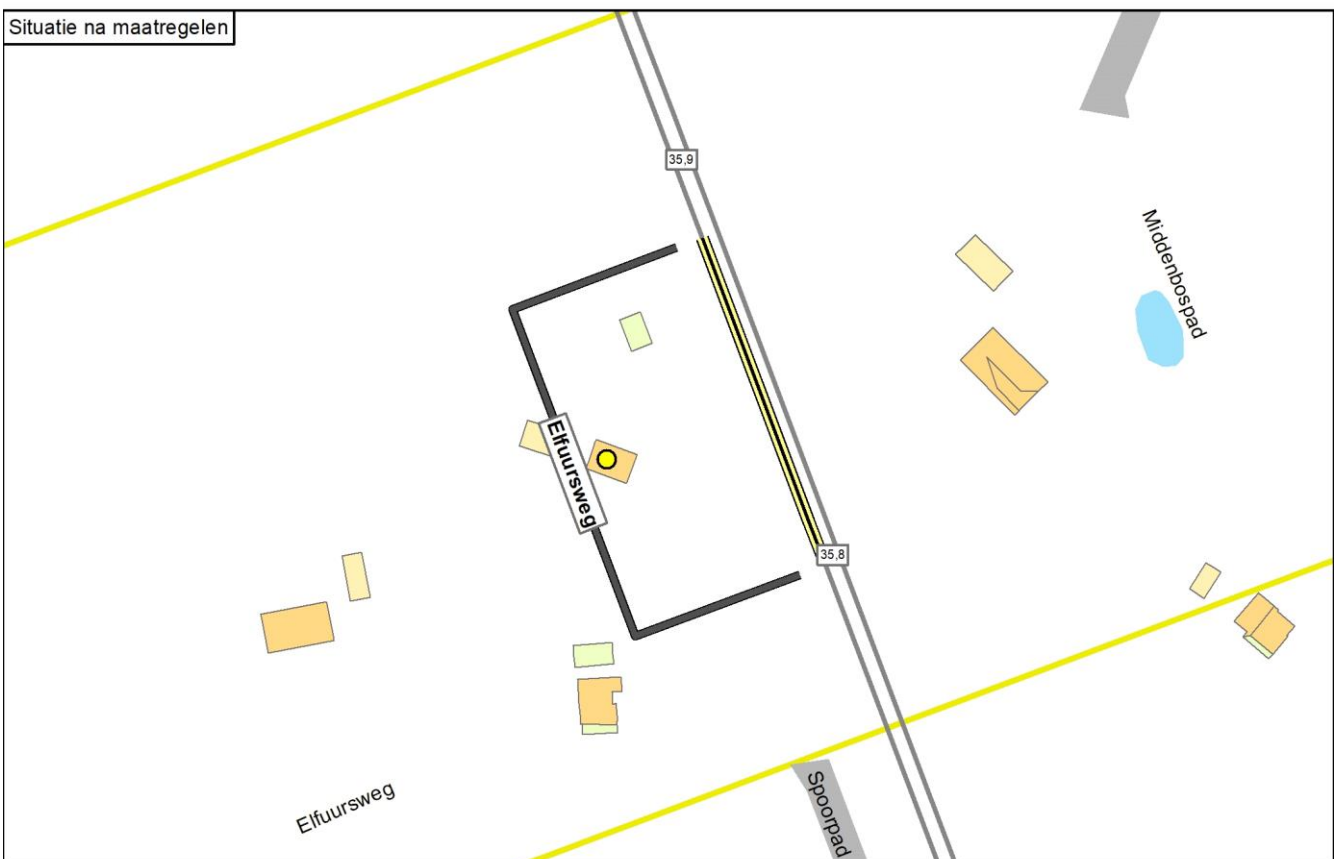 Situatie na maatregelen
35,9
Middenbospad
Elfuursweg
35,8
Elfuursweg
Spoorpad